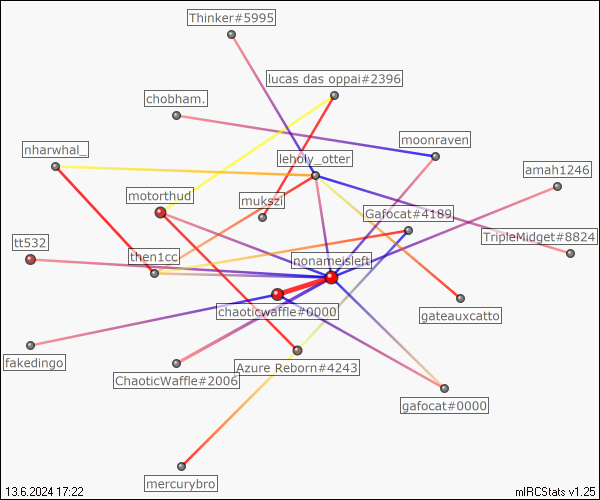 Thinker#5995
lucas das oppai#2396
chobham.
moonraven
nharwhal_
leholy_otter
amah1246
motorthud
mukszi
Gafocat#4189
TripleMidget#8824
tt532
then1cc
nonameisleft
chaoticwaffle#0000
gateauxcatto
fakedingo
Azure Reborn#4243
ChaoticWaffle#2006
gafocat#0000
mercurybro
13.6.2024 17:22
mIRCStats v1.25